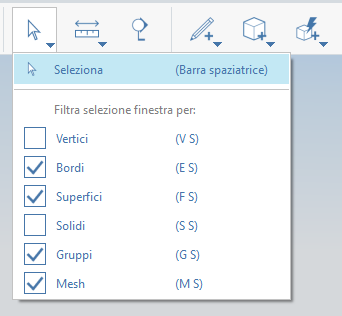 Seleziona (Barra spaziatrice)
Filtra selezione finestra per:
Vertici (V S)
Bordi (E S)
Superfici (F S)
Solidi (S S)
Gruppi (G S)
Mesh (M S)